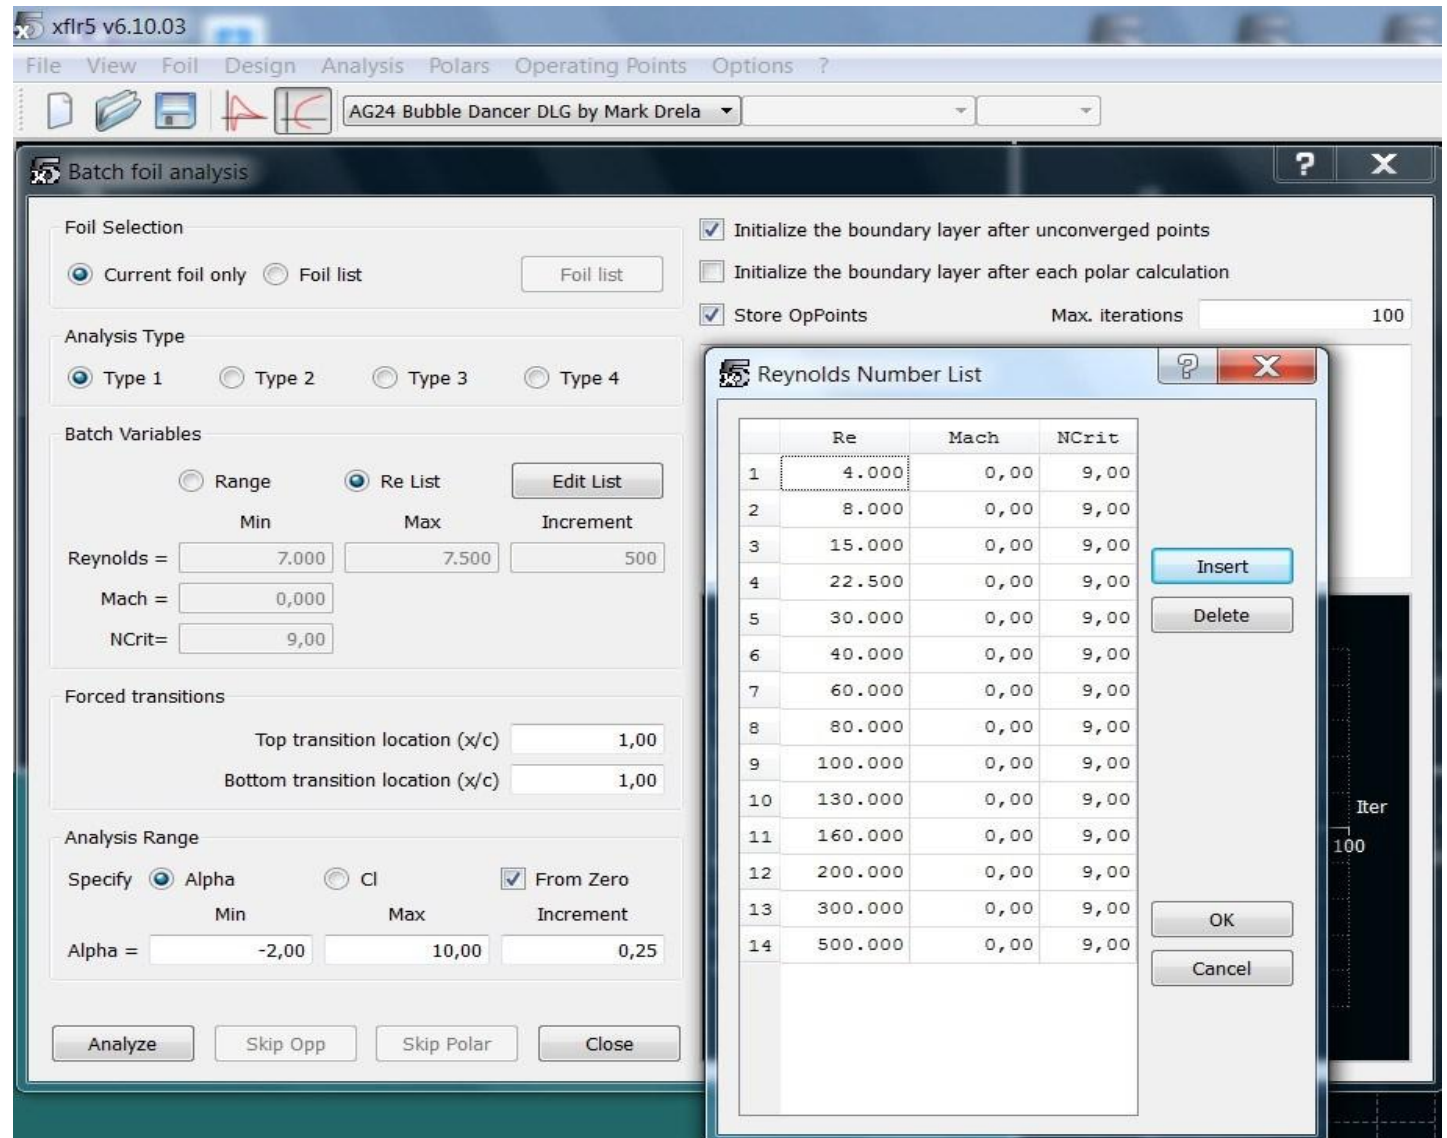 xflr5 v6.10.03
File View Foil Design Analysis Polars Operating Points Options ?
AG24 Bubble Dancer DLG by Mark Drela
Batch foil analysis
? X
Foil Selection
Current foil only Foil list Foil list
Analysis Type
Type 1 Type 2 Type 3 Type 4
Batch Variables
Range Re List Edit List
Min Max Increment
Reynolds = 7.000 7.500 500
Mach = 0,000
NCrit= 9,00
Forced transitions
Top transition location (x/c) 1,00
Bottom transition location (x/c) 1,00
Analysis Range
Specify Alpha Cl From Zero
Min Max Increment
Alpha = -2,00 10,00 0,25
Analyze Skip Opp Skip Polar Close
Initialize the boundary layer after unconverged points
Initialize the boundary layer after each polar calculation
Store OpPoints Max. iterations 100
Reynolds Number List
? X
Re Mach NCrit
1 4.000 0,00 9,00
2 8.000 0,00 9,00
3 15.000 0,00 9,00
4 22.500 0,00 9,00
5 30.000 0,00 9,00
6 40.000 0,00 9,00
7 60.000 0,00 9,00
8 80.000 0,00 9,00
9 100.000 0,00 9,00
10 130.000 0,00 9,00
11 160.000 0,00 9,00
12 200.000 0,00 9,00
13 300.000 0,00 9,00
14 500.000 0,00 9,00
Insert
Delete
OK
Cancel
Iter
100